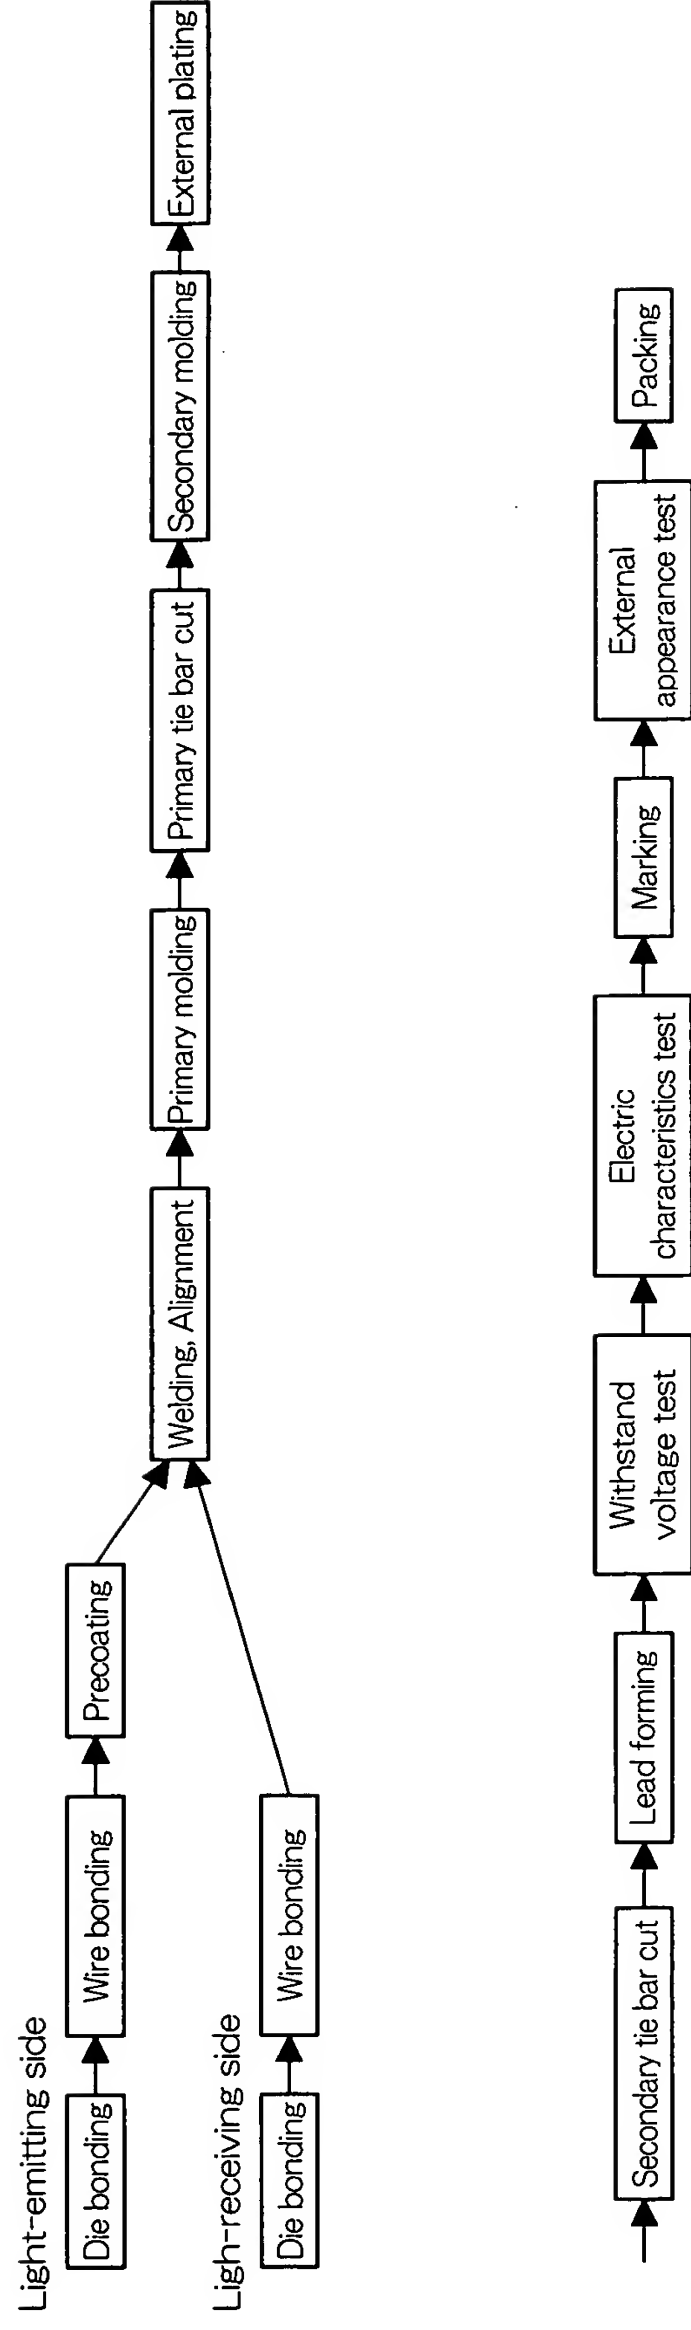 Light-emitting side
Die bonding
Wire bonding
Precoating
Ligh-receiving side
Die bonding
Wire bonding
Welding, Alignment
Primary molding
Primary tie bar cut
Secondary molding
External plating
Secondary tie bar cut
Lead forming
Withstand
voltage test
Electric
characteristics test
Marking
External
appearance test
Packing